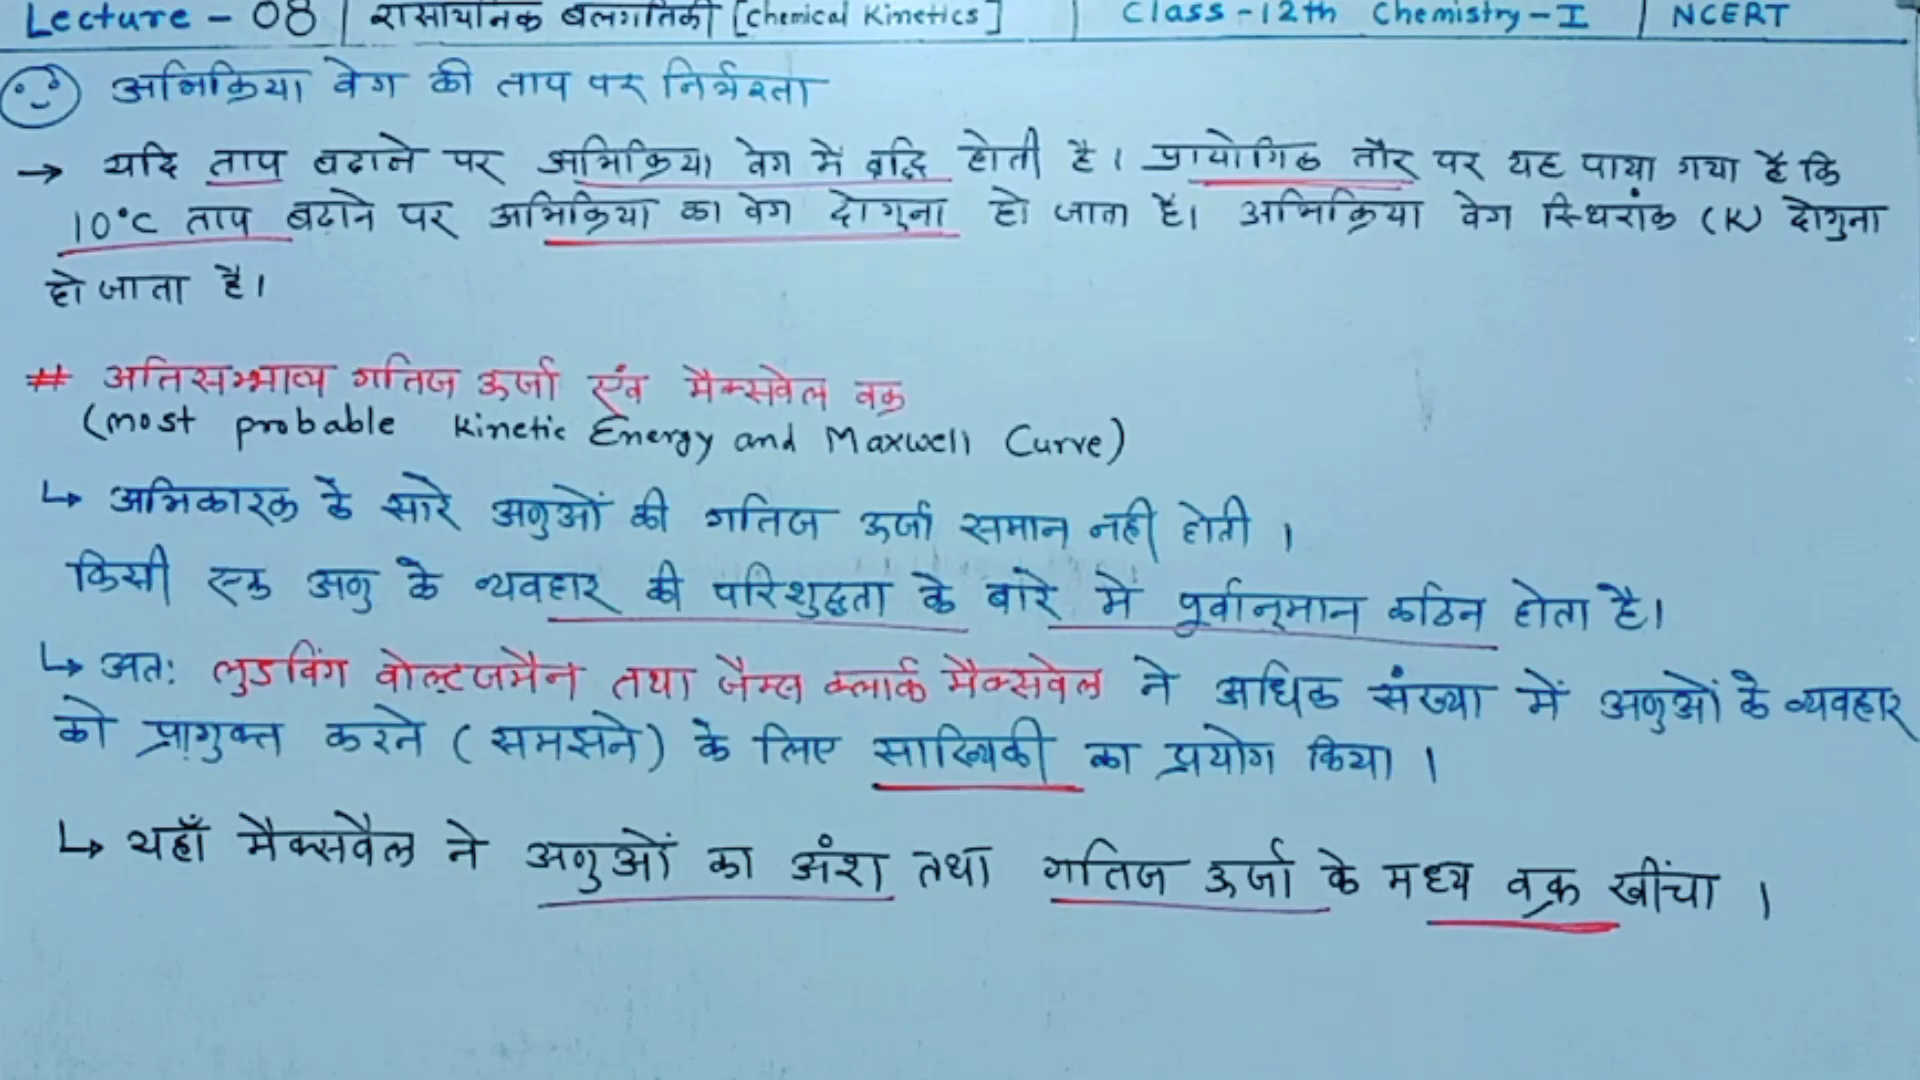 Lecture - 08 | रासायनिक बलगतिकी [Chemical Kinetics] | Class - 12th Chemistry - I | NCERT
अभिक्रिया वेग की ताप पर निर्भरता
→ यदि ताप बढाने पर अभिक्रिया वेग में वृद्धि होती है। प्रायोगिक तौर पर यह पाया गया है कि
10°C ताप बढाने पर अभिक्रिया का वेग दोगुना हो जाता है। अभिक्रिया वेग स्थिरांक (K) दोगुना
हो जाता है।
# अतिसम्भाव्य गतिज ऊर्जा एंव मैक्सवेल वक्र
(most probable kinetic Energy and Maxwell Curve)
↳ अभिकारक के सारे अणुओं की गतिज ऊर्जा समान नही होती ।
किसी एक अणु के व्यवहार की परिशुद्धता के बारे में पूर्वानुमान कठिन होता है।
↳ अतः लुडविंग वोल्टजमैन तथा जैम्स क्लार्क मैक्सवेल ने अधिक संख्या में अणुओं के व्यवहार
को प्रागुक्त करने (समझने) के लिए सांख्यिकी का प्रयोग किया ।
↳ यहाँ मैक्सवैल ने अणुओं का अंश तथा गतिज ऊर्जा के मध्य वक्र खींचा ।